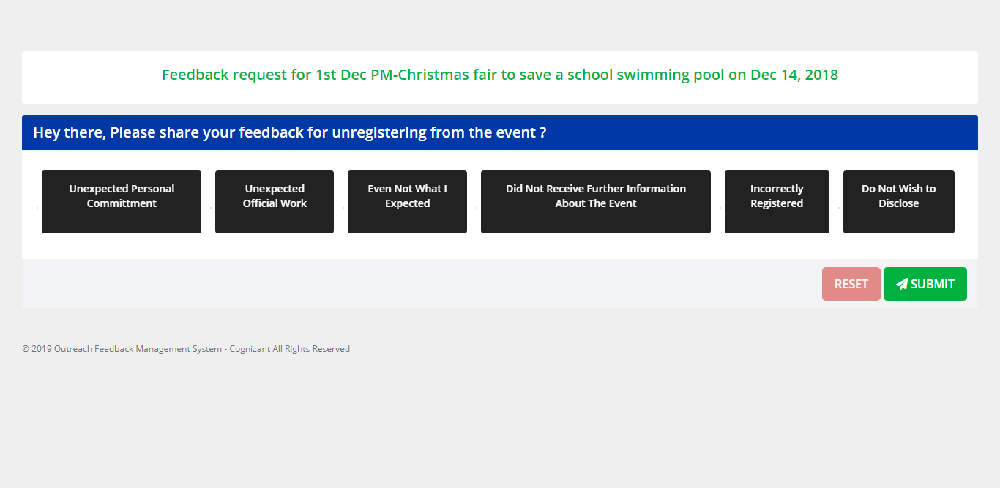 Feedback request for 1st Dec PM-Christmas fair to save a school swimming pool on Dec 14, 2018
Hey there, Please share your feedback for unregistering from the event ?
Unexpected Personal
Committment
Unexpected
Official Work
Even Not What I
Expected
Did Not Receive Further Information
About The Event
Incorrectly
Registered
Do Not Wish to
Disclose
RESET
SUBMIT
© 2019 Outreach Feedback Management System - Cognizant All Rights Reserved